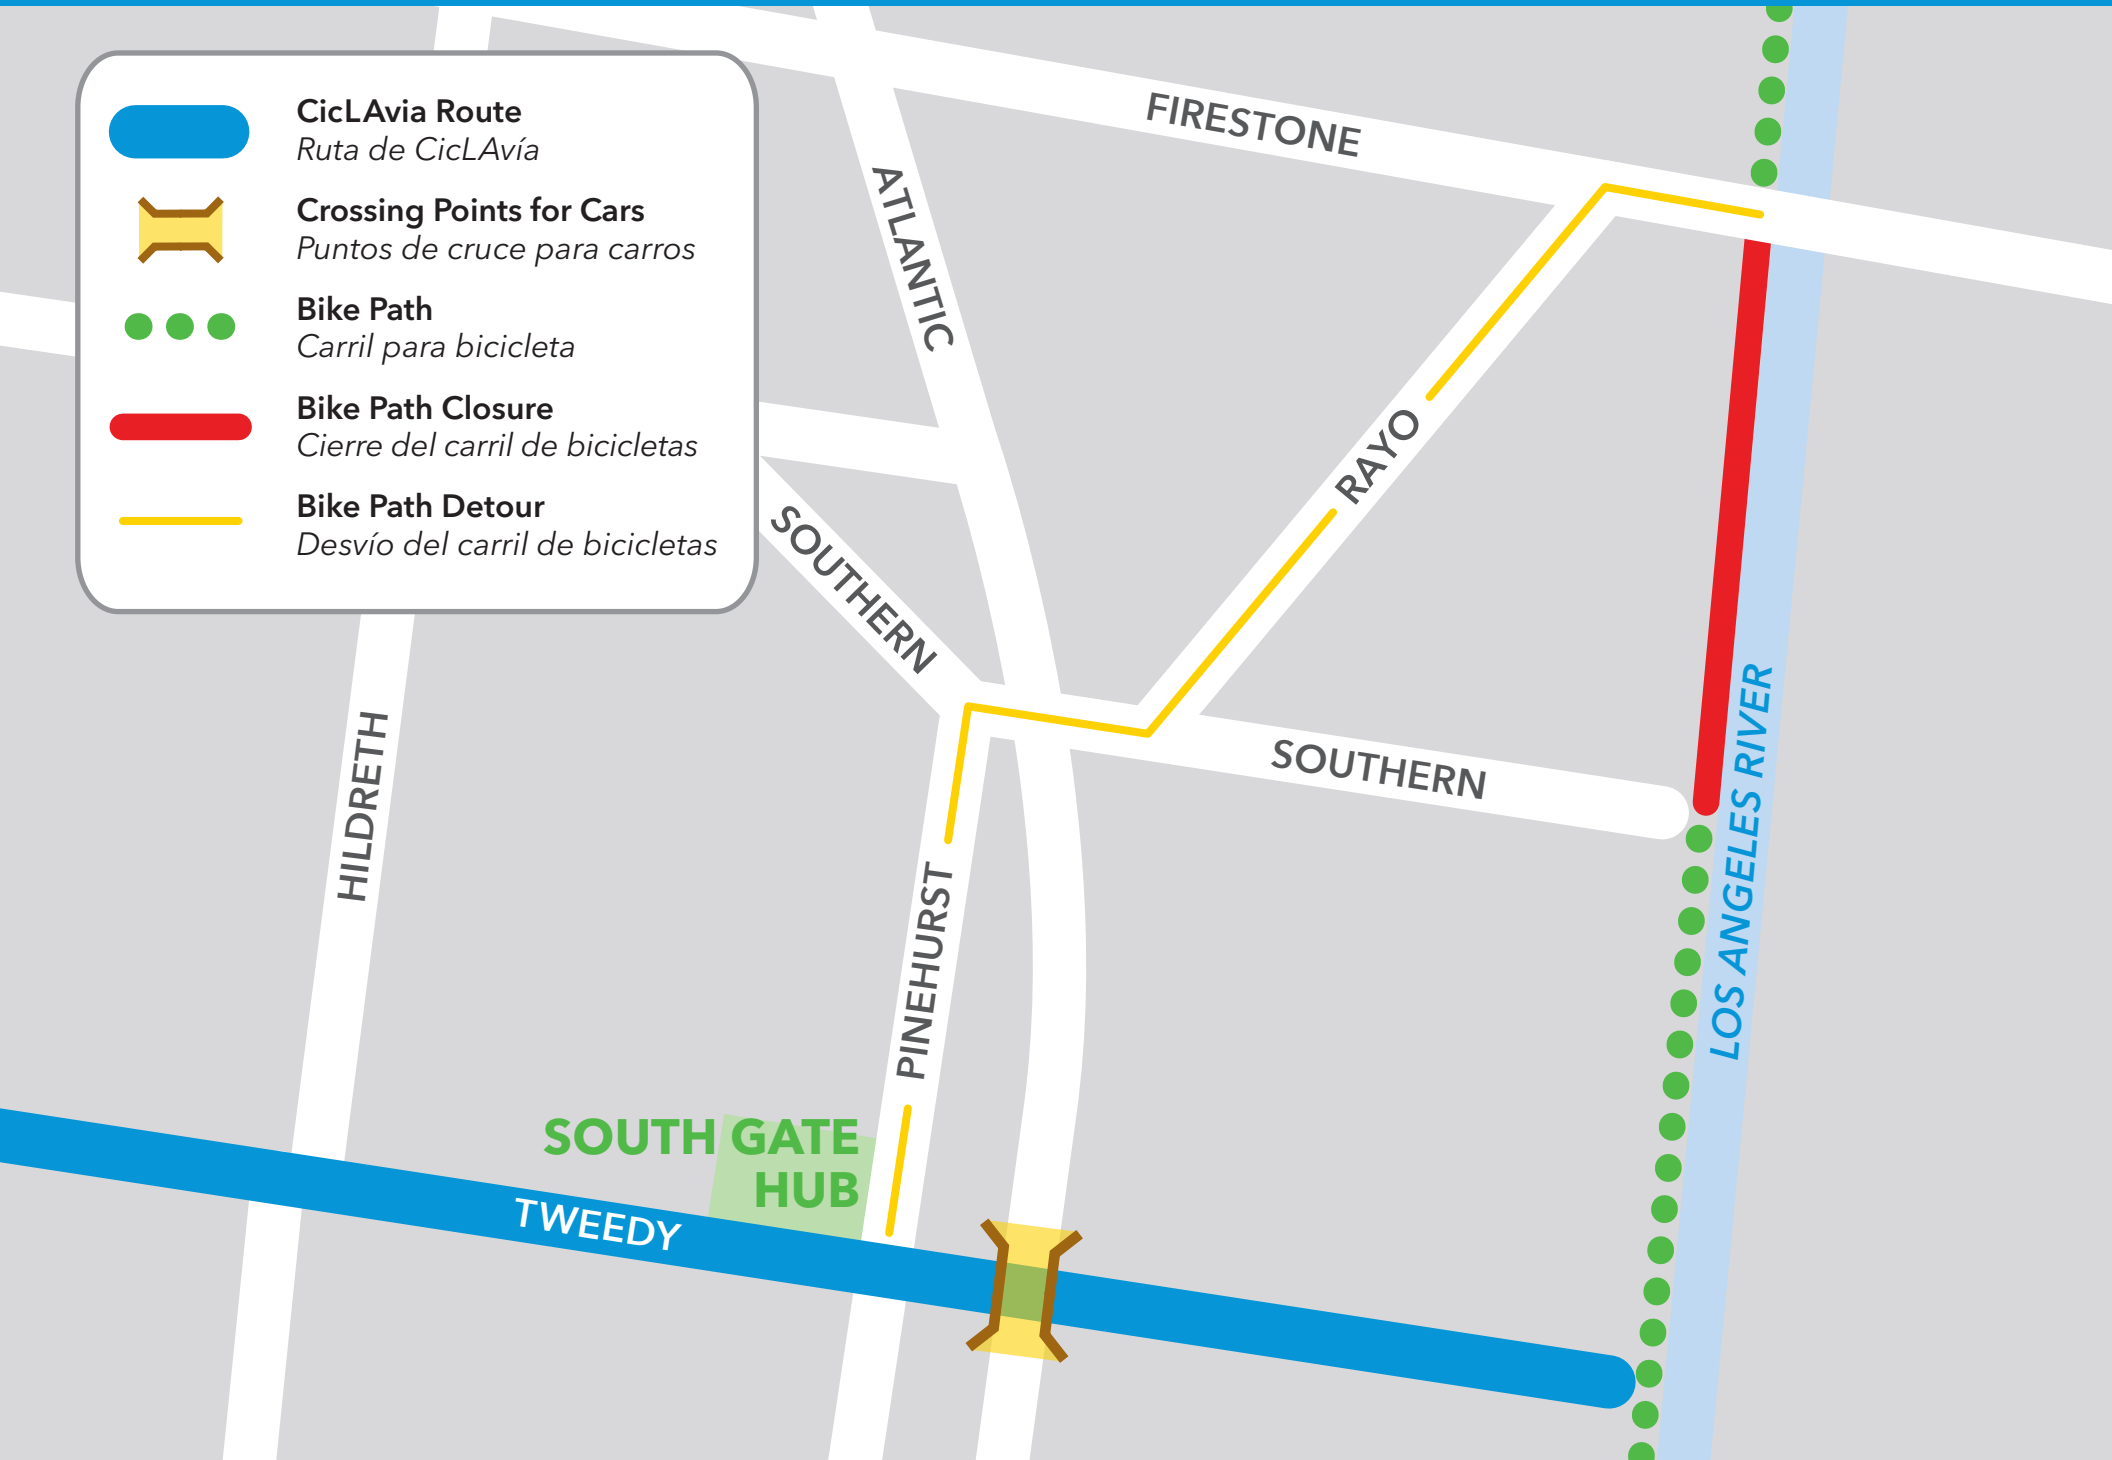 CicLAvia Route
Ruta de CicLAvía
Crossing Points for Cars
Puntos de cruce para carros
Bike Path
Carril para bicicleta
Bike Path Closure
Cierre del carril de bicicletas
Bike Path Detour
Desvío del carril de bicicletas
FIRESTONE
ATLANTIC
RAYO
SOUTHERN
SOUTHERN
HILDRETH
PINEHURST
LOS ANGELES RIVER
SOUTH GATE
HUB
TWEEDY